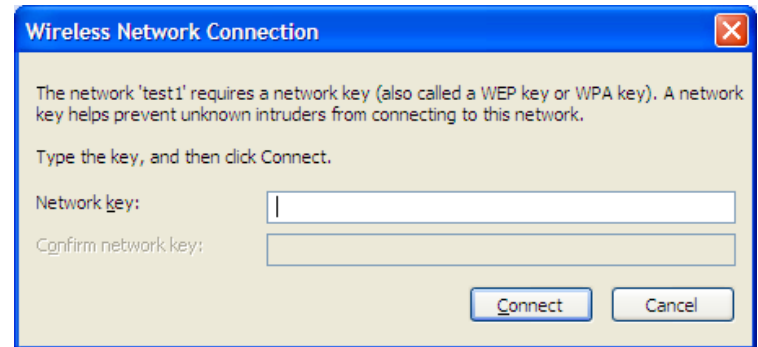 Wireless Network Connection
The network 'test1' requires a network key (also called a WEP key or WPA key). A network
key helps prevent unknown intruders from connecting to this network.
Type the key, and then click Connect.
Network key:
Confirm network key:
Connect Cancel